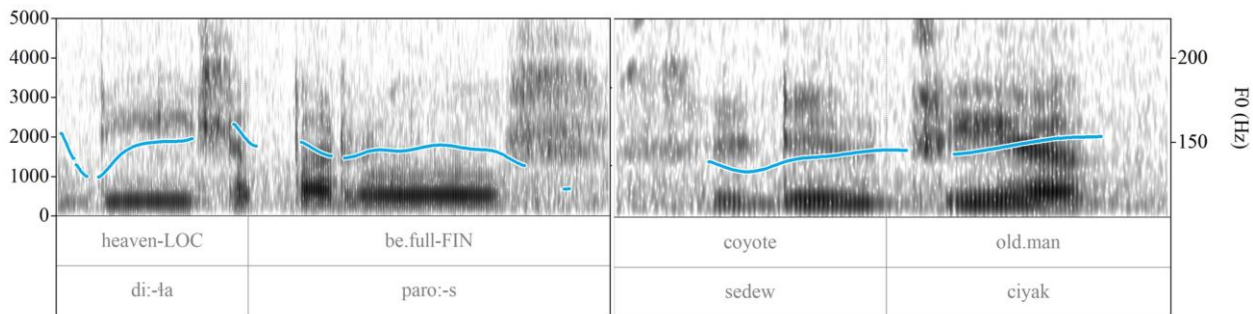 5000
4000
3000
2000
1000
0
200
150
F0 (Hz)
heaven-LOC be.full-FIN coyote old.man
di:-ɬa paro:-s sedew ciyak